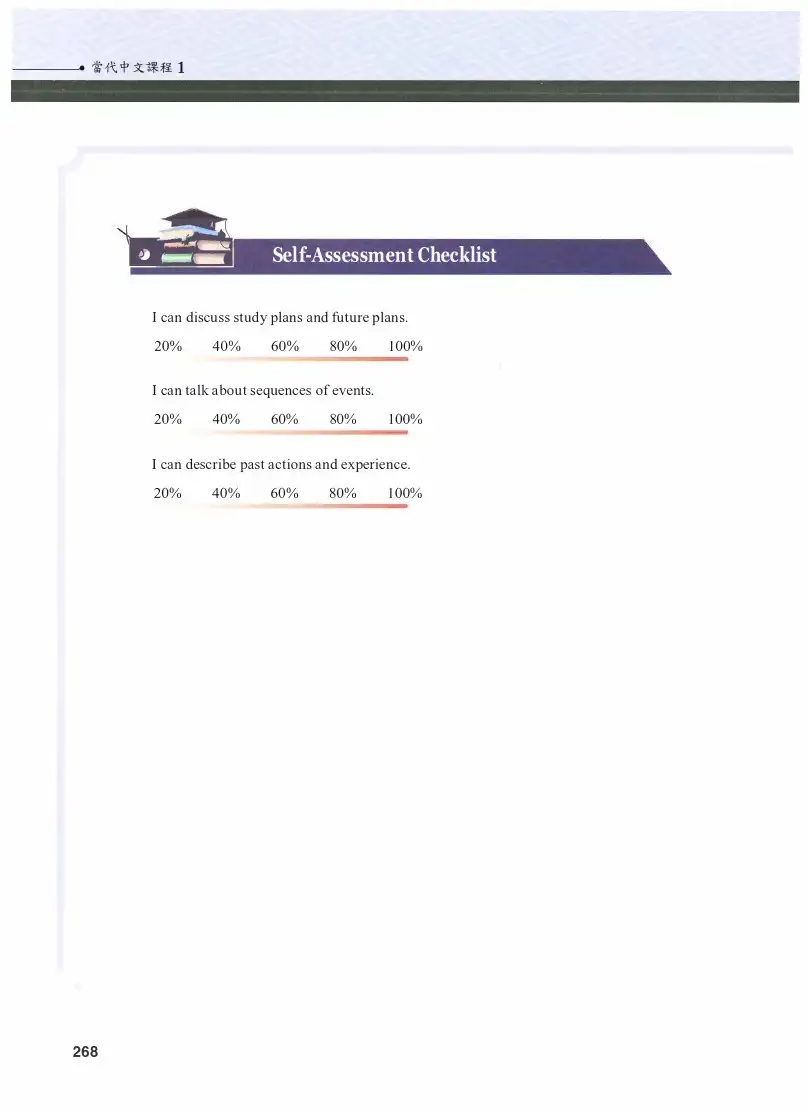 當代中文課程 1
Self-Assessment Checklist
I can discuss study plans and future plans.
20% 40% 60% 80% 100%
I can talk about sequences of events.
20% 40% 60% 80% 100%
I can describe past actions and experience.
20% 40% 60% 80% 100%
268